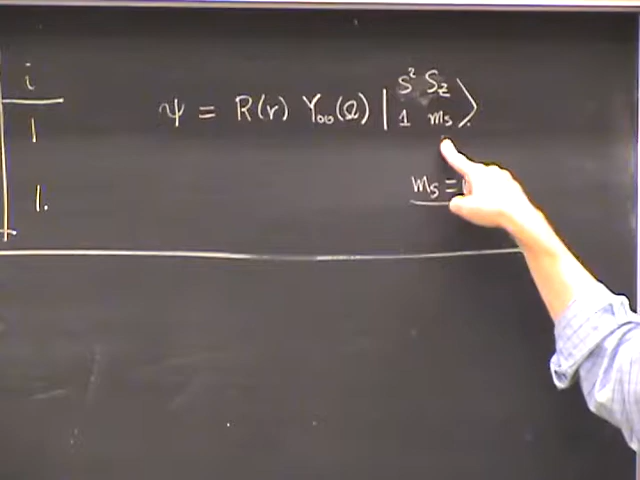 i
1
1.
S² S_z
ψ = R(r) Y₀₀(Ω) | 1 m_s ⟩
m_s =